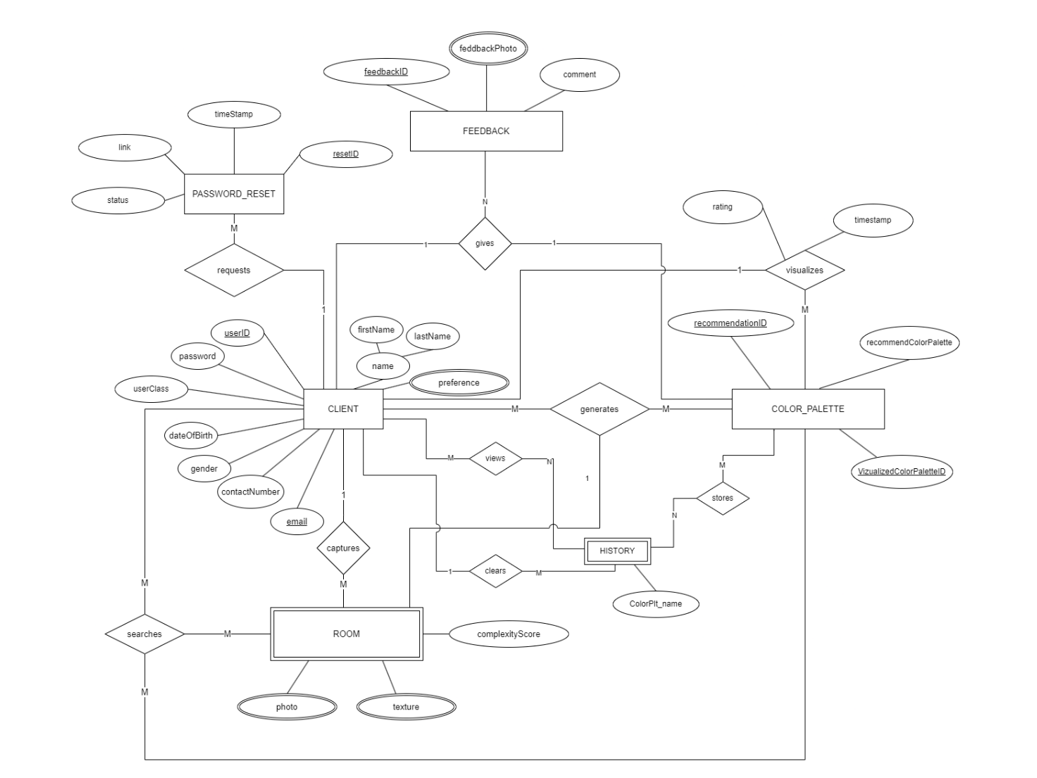 feddbackPhoto
feedbackID
comment
timeStamp
FEEDBACK
link
resetID
PASSWORD_RESET
status
N
rating
timestamp
M
1
gives
1
requests
1
visualizes
1
M
userID
firstName
lastName
recommendationID
password
name
recommendColorPalette
userClass
preference
CLIENT
M
generates
M
COLOR_PALETTE
dateOfBirth
M
views
N
gender
M
VizualizedColorPaletteID
contactNumber
1
1
stores
email
N
captures
HISTORY
1
clears
M
M
M
ColorPlt_name
searches
M
ROOM
complexityScore
M
photo
texture